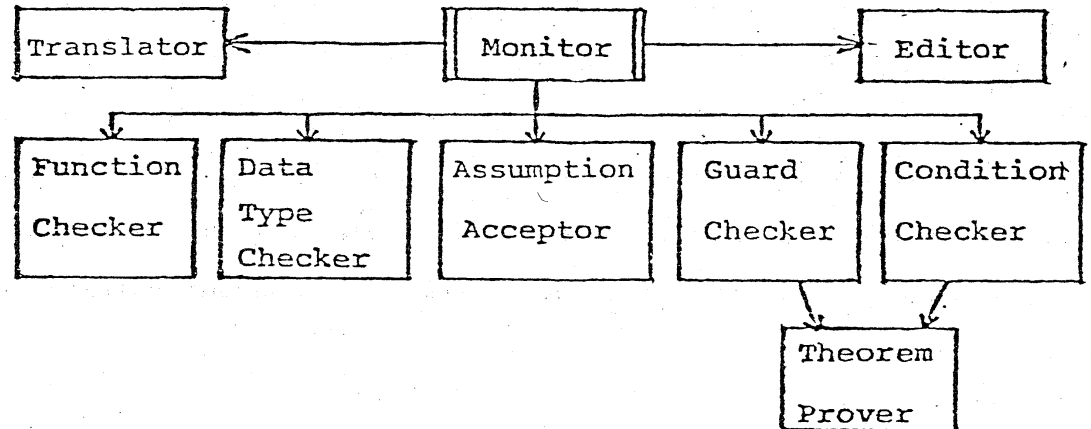 Translator
Monitor
Editor
Function
Checker
Data
Type
Checker
Assumption
Acceptor
Guard
Checker
Condition
Checker
Theorem
Prover